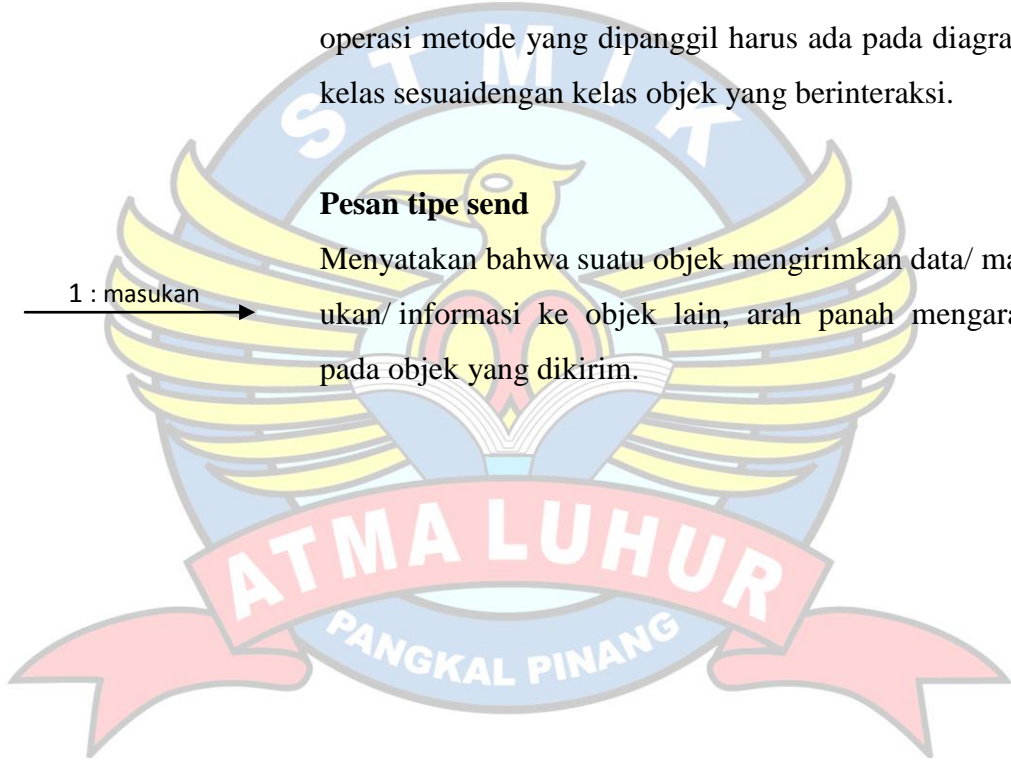 operasi metode yang dipanggil harus ada pada diagra
kelas sesuaidengan kelas objek yang berinteraksi.
Pesan tipe send
Menyatakan bahwa suatu objek mengirimkan data/ ma
1 : masukan
ukan/ informasi ke objek lain, arah panah mengara
pada objek yang dikirim.
STMIK
ATMA LUHUR
PANGKAL PINANG